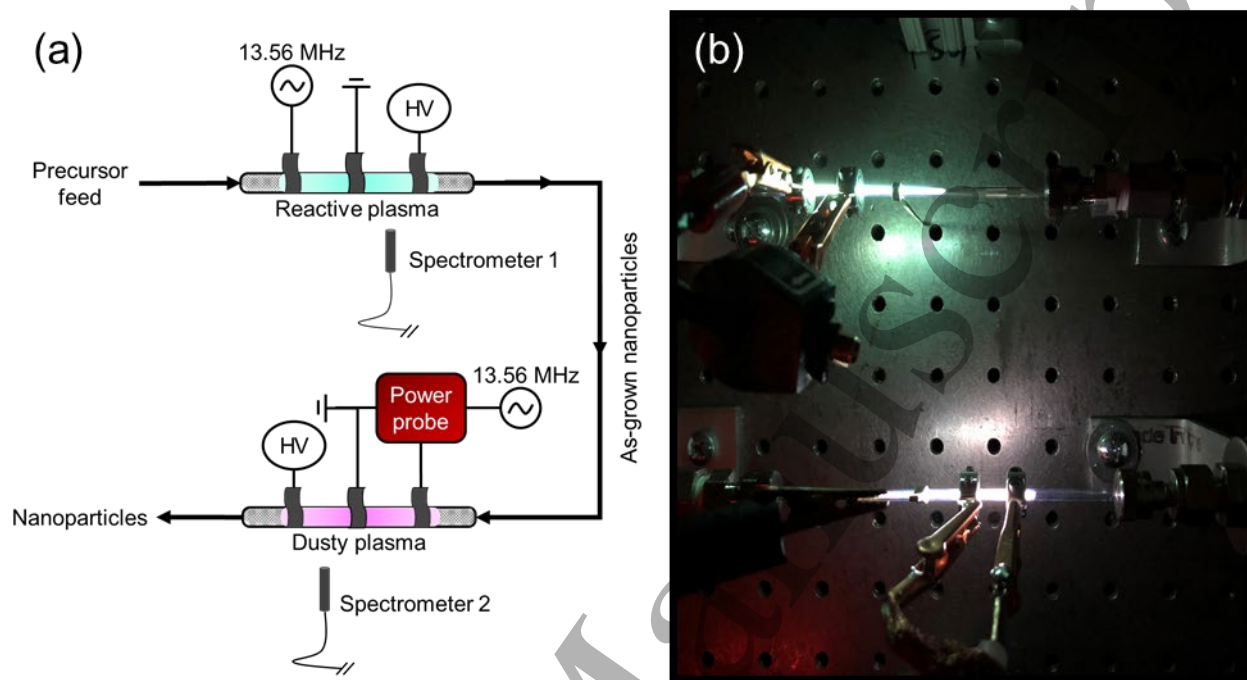 (a)
13.56 MHz
HV
Precursor
feed
Reactive plasma
Spectrometer 1
As-grown nanoparticles
13.56 MHz
Power
probe
HV
Nanoparticles
Dusty plasma
Spectrometer 2
(b)